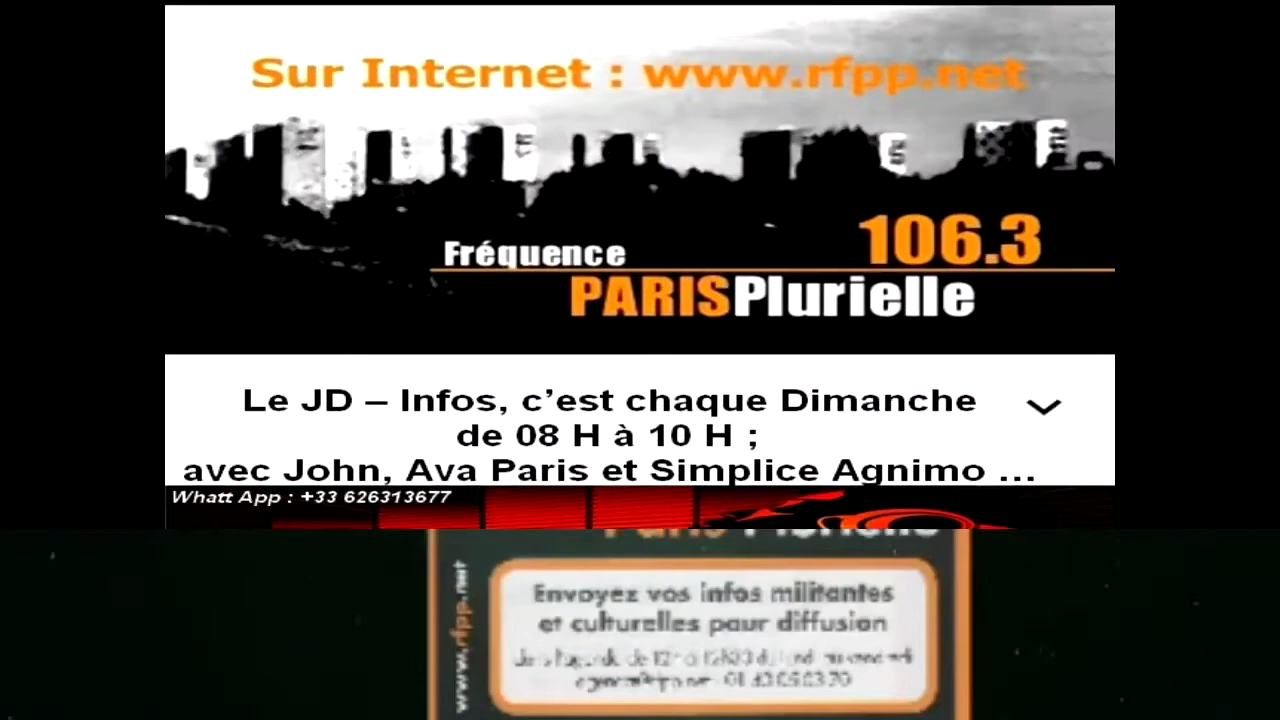 Sur Internet : www.rfpp.net
106.3
Fréquence
PARISPlurielle
Le JD – Infos, c’est chaque Dimanche
de 08 H à 10 H ;
avec John, Ava Paris et Simplice Agnimo ...
Whatt App : +33 626313677
Paris Plurielle
www.rfpp.net
Envoyez vos infos militantes
et culturelles pour diffusion